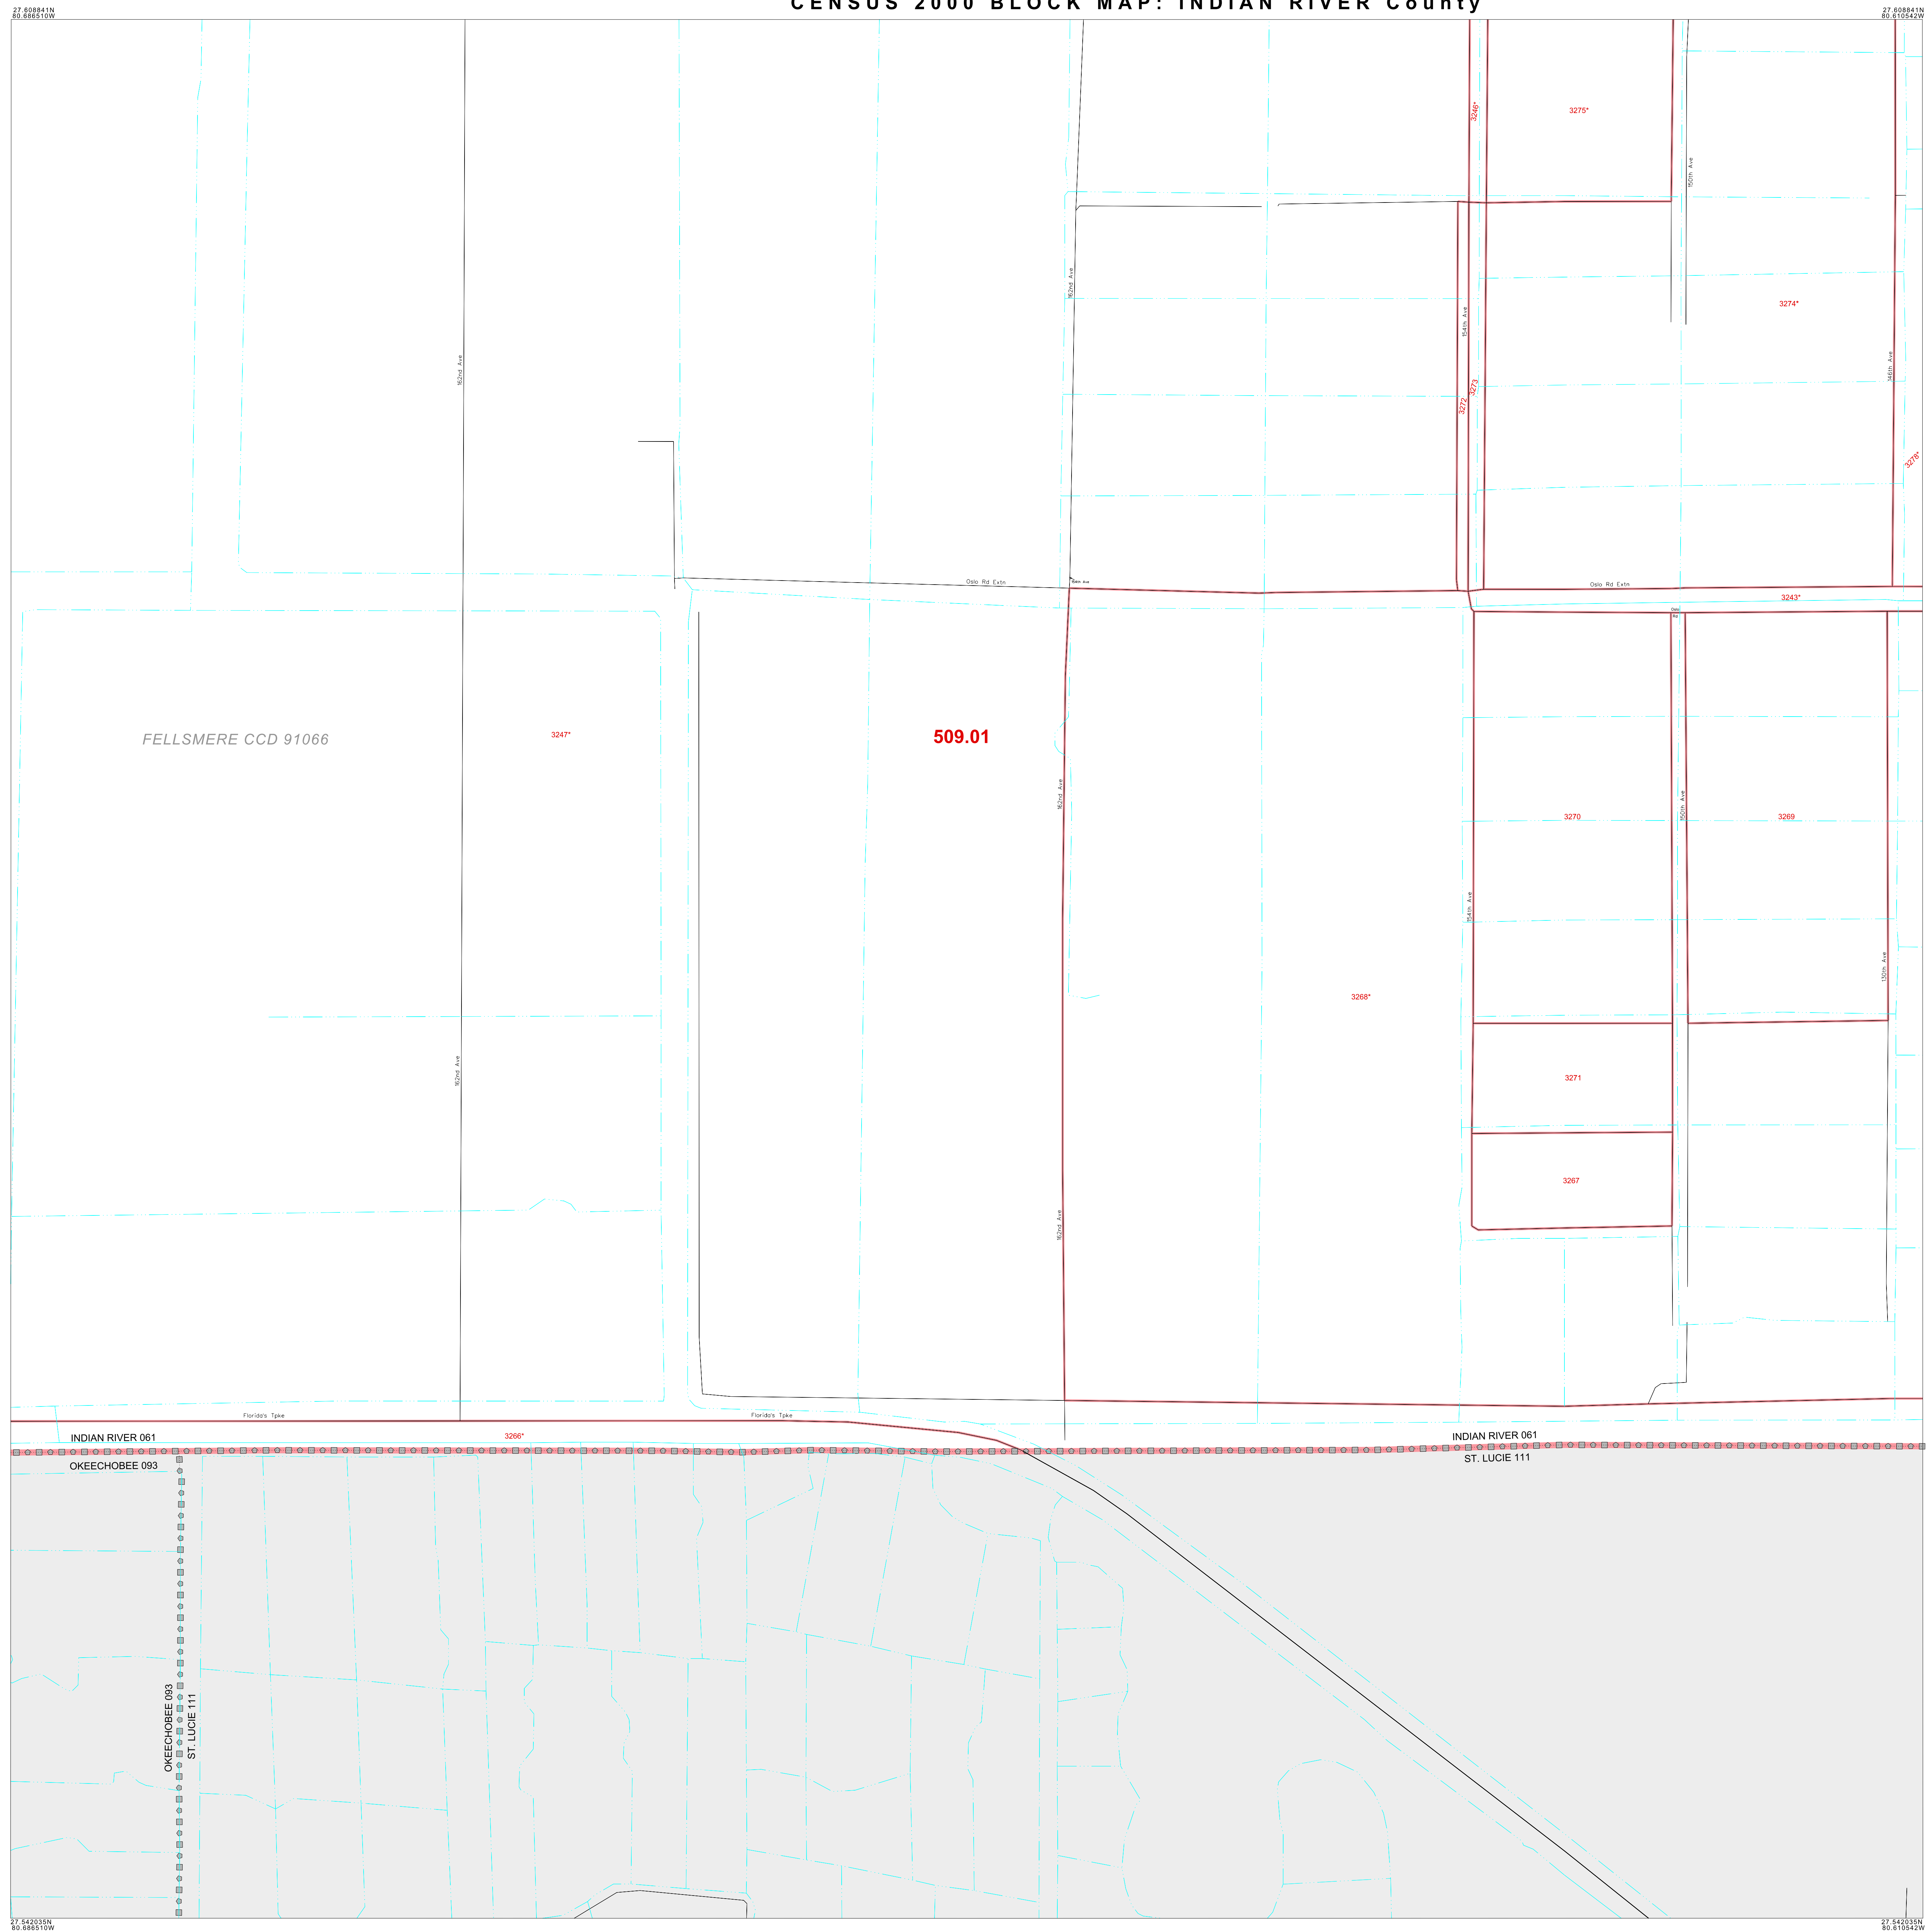 CENSUS 2000 BLOCK MAP: INDIAN RIVER County
27.608841N
80.686510W
27.608841N
80.610542W
3246*
3275*
150th Ave
162nd Ave
3274*
154th Ave
162nd Ave
146th Ave
3273
3272
3278*
Oslo Rd Extn
Oslo Rd Extn
3243*
Oslo
Rd
FELLSMERE CCD 91066
3247*
509.01
162nd Ave
3270
150th Ave
3269
154th Ave
130th Ave
3268*
162nd Ave
3271
3267
162nd Ave
Florida's Tpke
Florida's Tpke
INDIAN RIVER 061
3266*
INDIAN RIVER 061
OKEECHOBEE 093
ST. LUCIE 111
OKEECHOBEE 093
ST. LUCIE 111
27.542035N
80.686510W
27.542035N
80.610542W